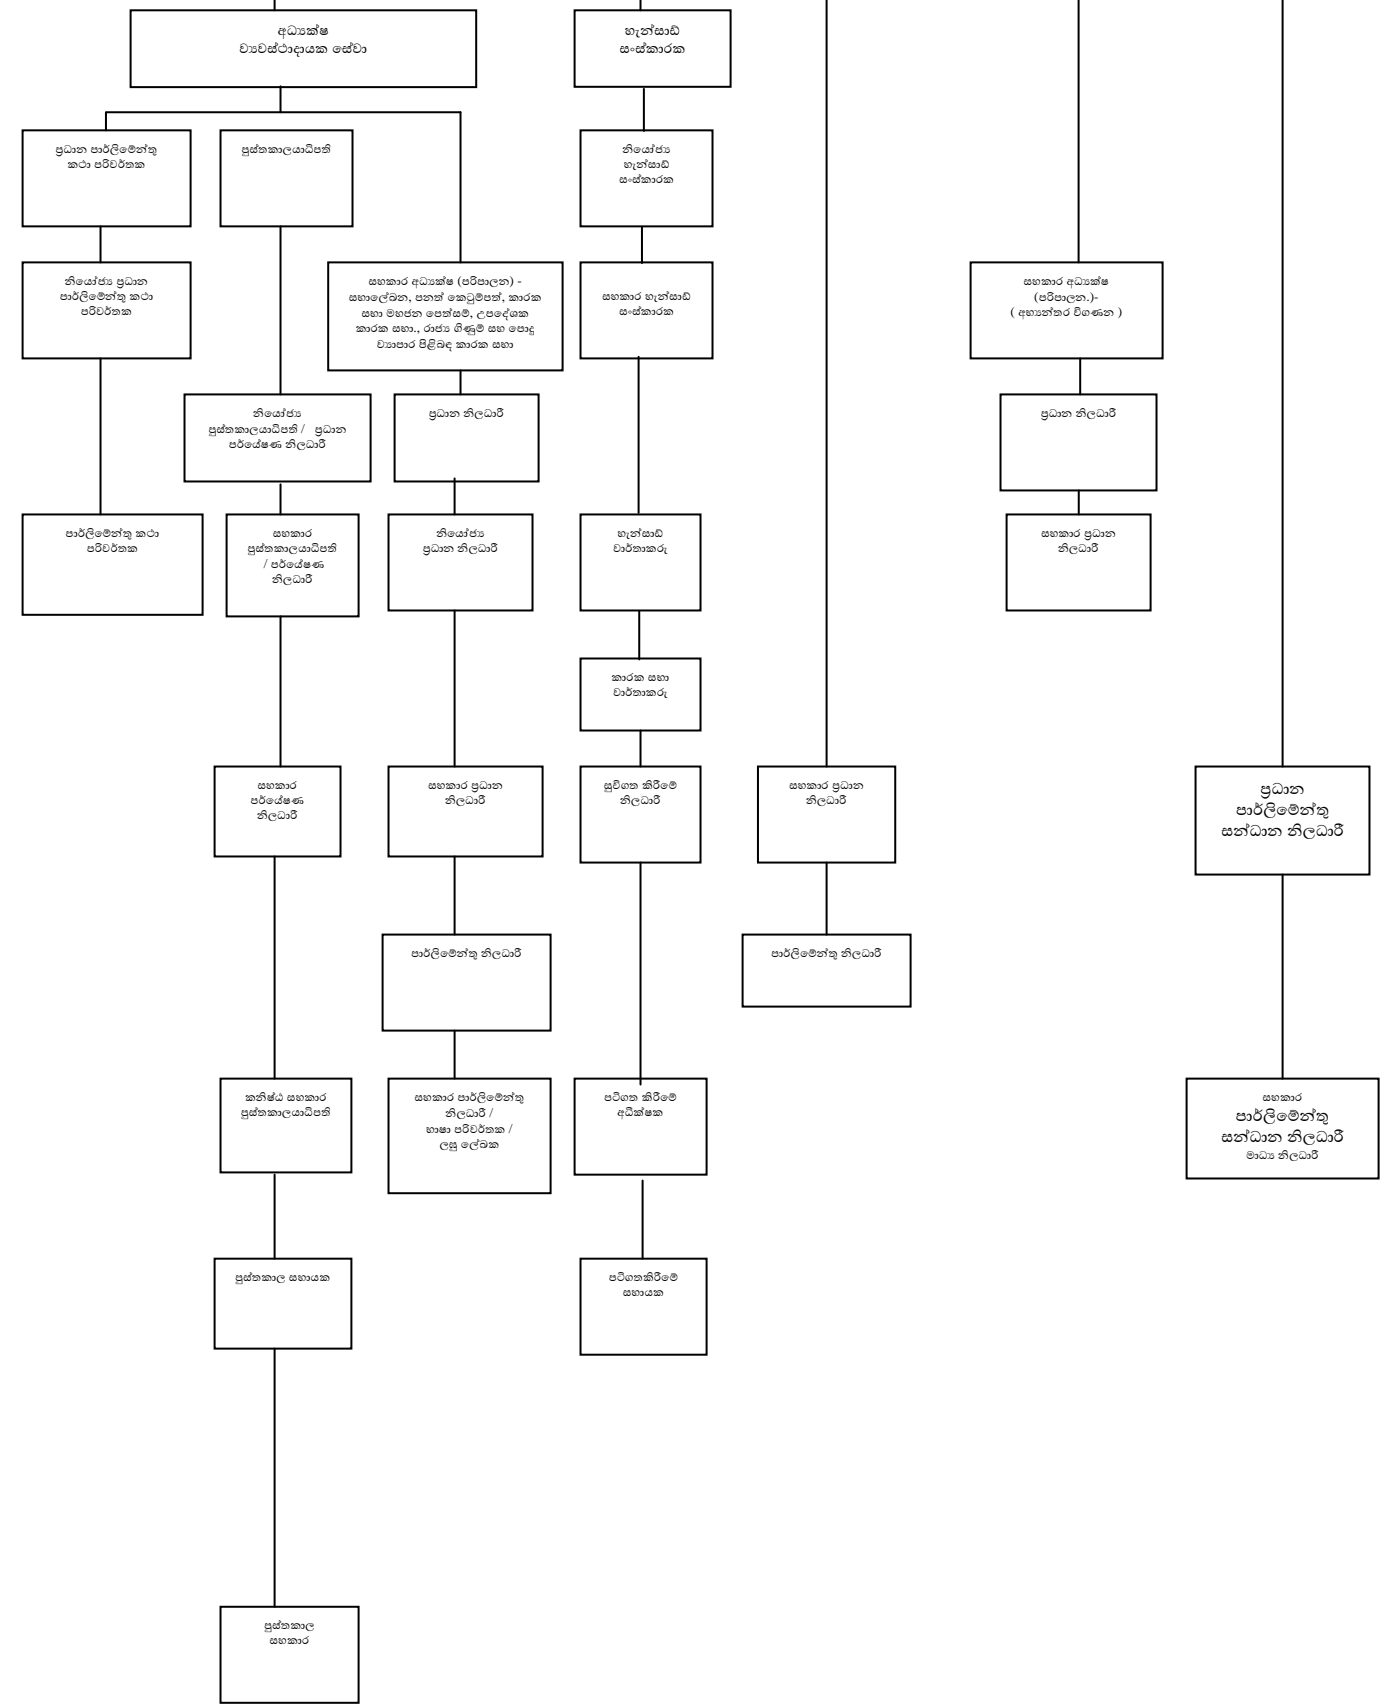 අධ්‍යක්ෂ
ව්‍යවස්ථාදායක සේවා
හැන්සාඩ්
සංස්කාරක
ප්‍රධාන පාර්ලිමේන්තු
කථා පරිවර්තක
පුස්තකාලයාධිපති
නියෝජ්‍ය
හැන්සාඩ්
සංස්කාරක
නියෝජ්‍ය ප්‍රධාන
පාර්ලිමේන්තු කථා
පරිවර්තක
සහකාර අධ්‍යක්ෂ (පරිපාලන) -
සභාලේඛන, පනත් කෙටුම්පත්, කාරක
සභා මහජන පෙත්සම්, උපදේශක
කාරක සභා., රාජ්‍ය ගිණුම් සහ පොදු
ව්‍යාපාර පිළිබඳ කාරක සභා
සහකාර හැන්සාඩ්
සංස්කාරක
සහකාර අධ්‍යක්ෂ
(පරිපාලන.)-
( අභ්‍යන්තර විගණන )
නියෝජ්‍ය
පුස්තකාලයාධිපති / ප්‍රධාන
පර්යේෂණ නිලධාරී
ප්‍රධාන නිලධාරී
ප්‍රධාන නිලධාරී
පාර්ලිමේන්තු කථා
පරිවර්තක
සහකාර
පුස්තකාලයාධිපති
/ පර්යේෂණ
නිලධාරී
නියෝජ්‍ය
ප්‍රධාන නිලධාරී
හැන්සාඩ්
වාර්තාකරු
සහකාර ප්‍රධාන
නිලධාරී
කාරක සභා
වාර්තාකරු
සහකාර
පර්යේෂණ
නිලධාරී
සහකාර ප්‍රධාන
නිලධාරී
සුචිගත කිරීමේ
නිලධාරී
සහකාර ප්‍රධාන
නිලධාරී
ප්‍රධාන
පාර්ලිමේන්තු
සන්ධාන නිලධාරී
පාර්ලිමේන්තු නිලධාරී
පාර්ලිමේන්තු නිලධාරී
කනිෂ්ඨ සහකාර
පුස්තකාලයාධිපති
සහකාර පාර්ලිමේන්තු
නිලධාරී /
භාෂා පරිවර්තක /
ලඝු ලේඛක
පටිගත කිරීමේ
අධීක්ෂක
සහකාර
පාර්ලිමේන්තු
සන්ධාන නිලධාරී
මාධ්‍ය නිලධාරී
පුස්තකාල සහායක
පටිගතකිරීමේ
සහායක
පුස්තකාල
සහකාර